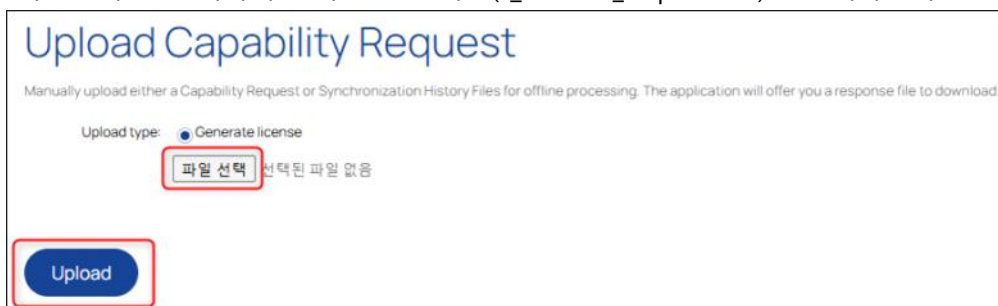 Upload Capability Request
Manually upload either a Capability Request or Synchronization History Files for offline processing. The application will offer you a response file to download.
Upload type: Generate license
파일 선택 선택된 파일 없음
Upload